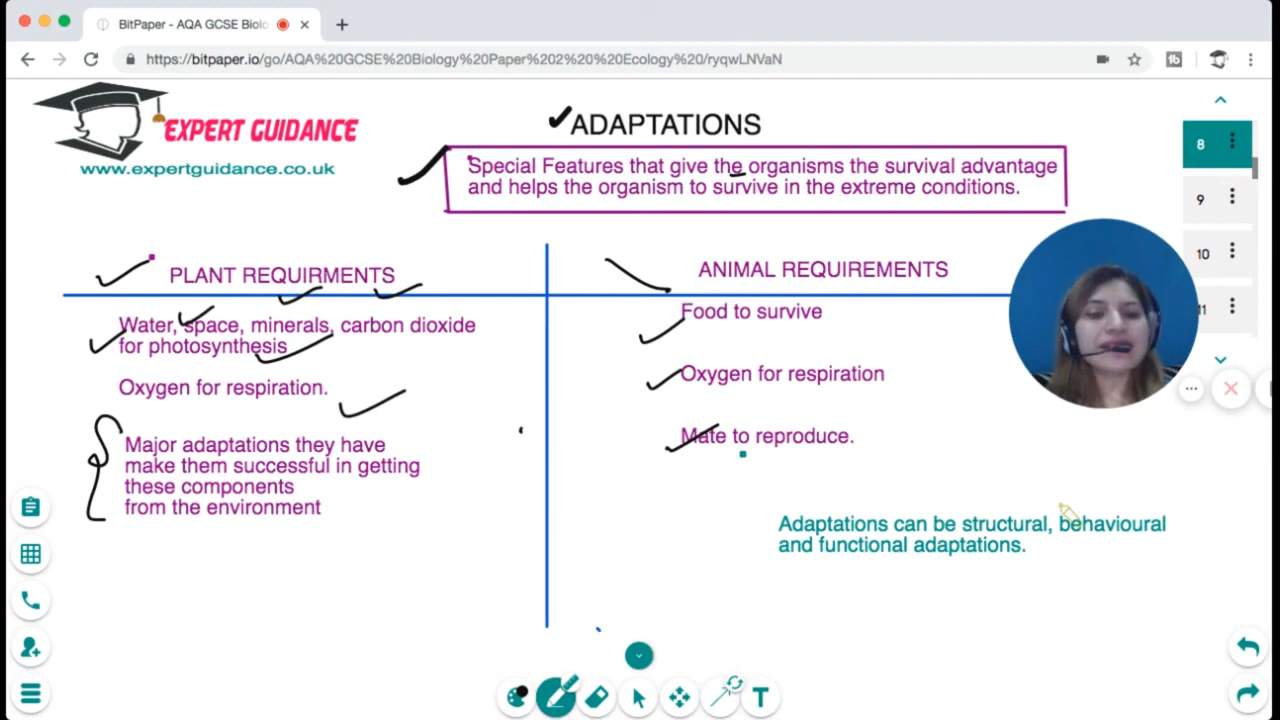 BitPaper - AQA GCSE Biolo
https://bitpaper.io/go/AQA%20GCSE%20Biology%20Paper%202%20%20Ecology%20/ryqwLNVaN
EXPERT GUIDANCE
www.expertguidance.co.uk
ADAPTATIONS
Special Features that give the organisms the survival advantage
and helps the organism to survive in the extreme conditions.
PLANT REQUIRMENTS
Water, space, minerals, carbon dioxide
for photosynthesis
Oxygen for respiration.
Major adaptations they have
make them successful in getting
these components
from the environment
ANIMAL REQUIREMENTS
Food to survive
Oxygen for respiration
Mate to reproduce.
Adaptations can be structural, behavioural
and functional adaptations.
8
9
10
11
T